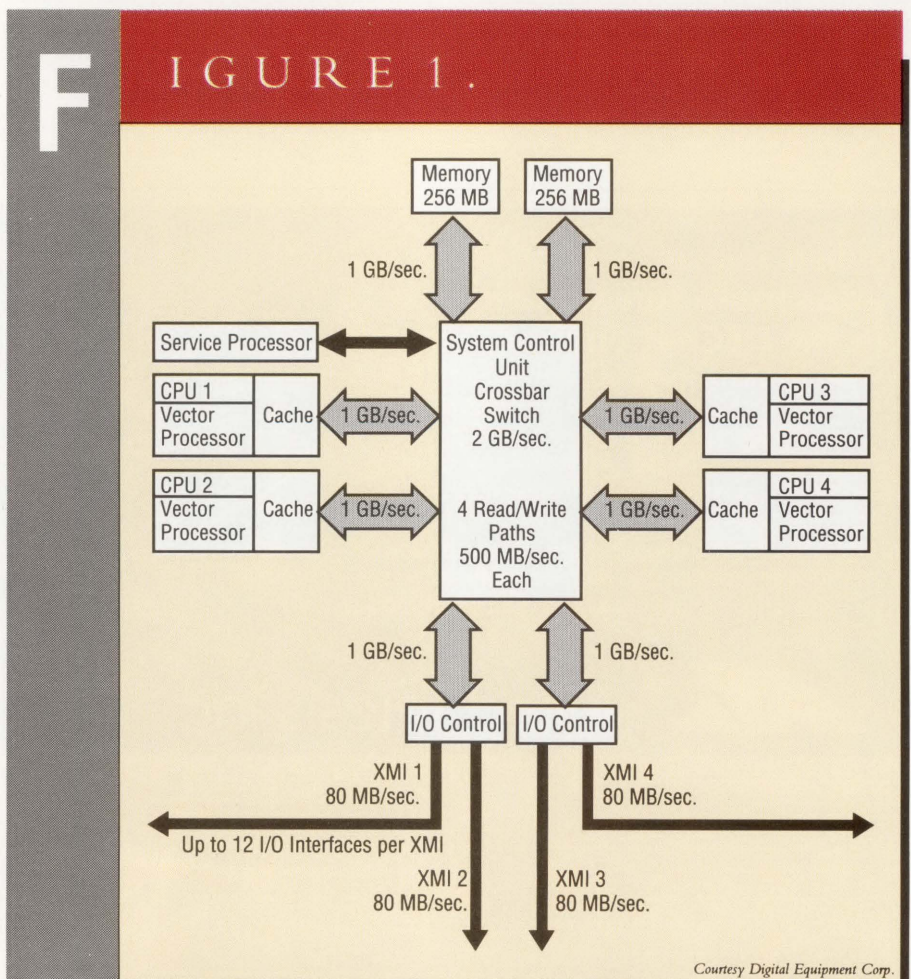 FIGURE 1.
Memory
256 MB
Memory
256 MB
1 GB/sec.
1 GB/sec.
Service Processor
System Control
Unit
Crossbar
Switch
2 GB/sec.
4 Read/Write
Paths
500 MB/sec.
Each
CPU 1
Vector
Processor
Cache
1 GB/sec.
1 GB/sec.
Cache
CPU 3
Vector
Processor
CPU 2
Vector
Processor
Cache
1 GB/sec.
1 GB/sec.
Cache
CPU 4
Vector
Processor
1 GB/sec.
1 GB/sec.
I/O Control
I/O Control
XMI 1
80 MB/sec.
XMI 4
80 MB/sec.
Up to 12 I/O Interfaces per XMI
XMI 2
80 MB/sec.
XMI 3
80 MB/sec.
Courtesy Digital Equipment Corp.